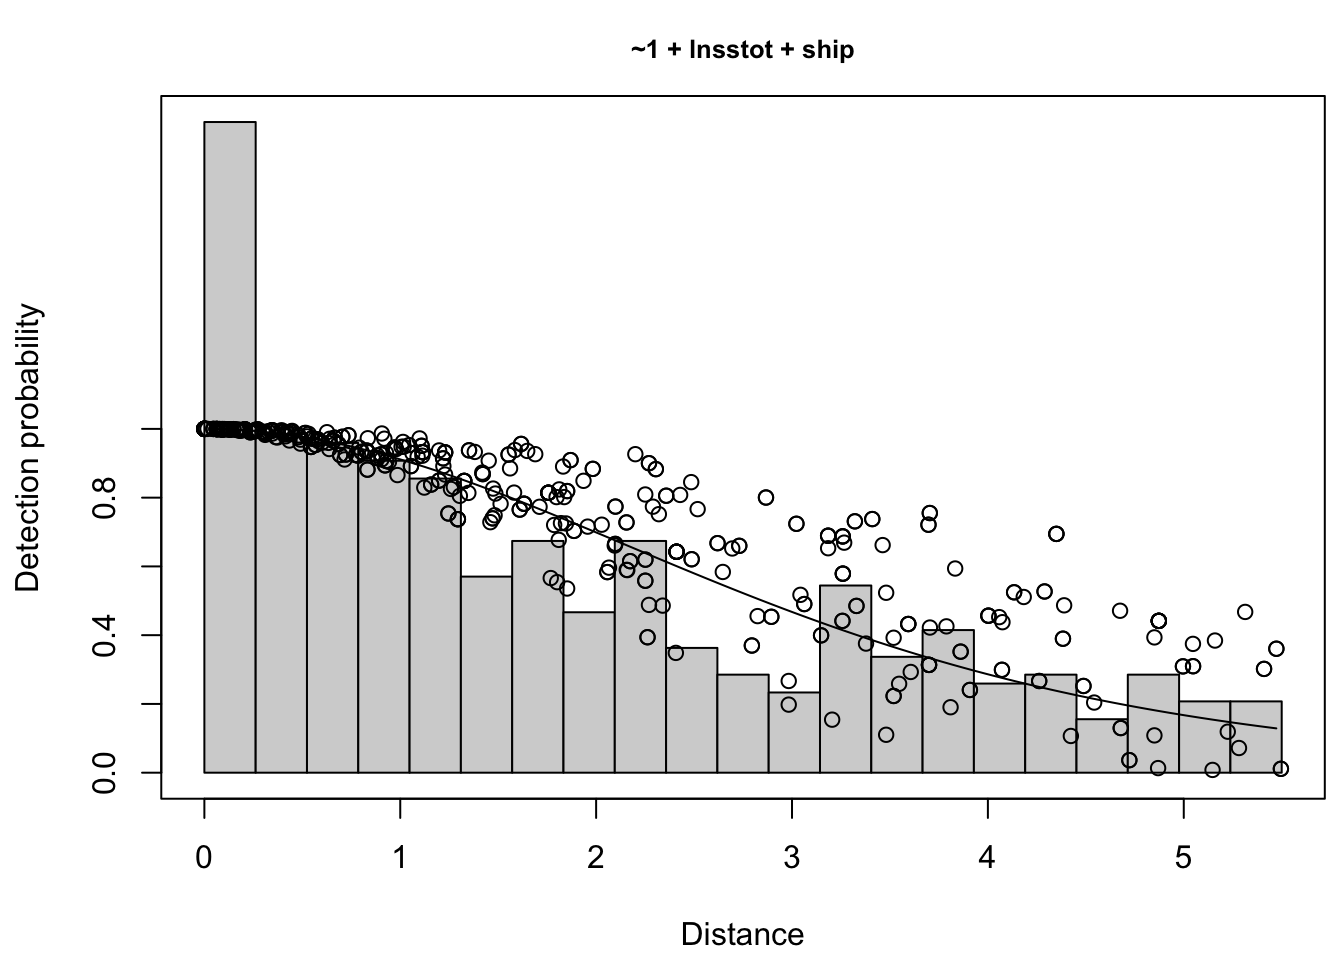 ~1 + lnsstot + ship
Detection probability
0.8
0.4
0.0
0 1 2 3 4 5
Distance